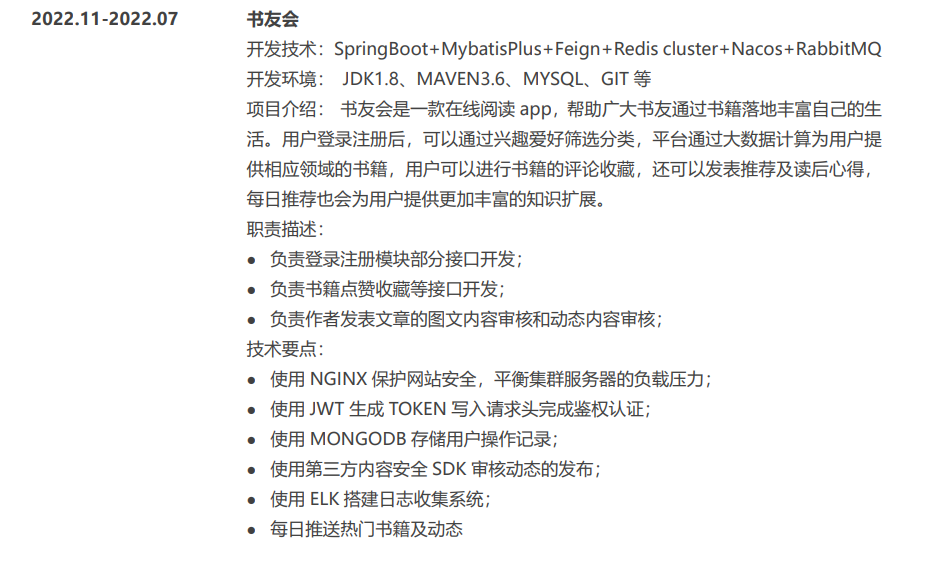 2022.11-2022.07 书友会
开发技术：SpringBoot+MybatisPlus+Feign+Redis cluster+Nacos+RabbitMQ
开发环境： JDK1.8、MAVEN3.6、MYSQL、GIT 等
项目介绍： 书友会是一款在线阅读 app，帮助广大书友通过书籍落地丰富自己的生
活。用户登录注册后，可以通过兴趣爱好筛选分类，平台通过大数据计算为用户提
供相应领域的书籍，用户可以进行书籍的评论收藏，还可以发表推荐及读后心得，
每日推荐也会为用户提供更加丰富的知识扩展。
职责描述：
● 负责登录注册模块部分接口开发；
● 负责书籍点赞收藏等接口开发；
● 负责作者发表文章的图文内容审核和动态内容审核；
技术要点：
● 使用 NGINX 保护网站安全，平衡集群服务器的负载压力；
● 使用 JWT 生成 TOKEN 写入请求头完成鉴权认证；
● 使用 MONGODB 存储用户操作记录；
● 使用第三方内容安全 SDK 审核动态的发布；
● 使用 ELK 搭建日志收集系统；
● 每日推送热门书籍及动态